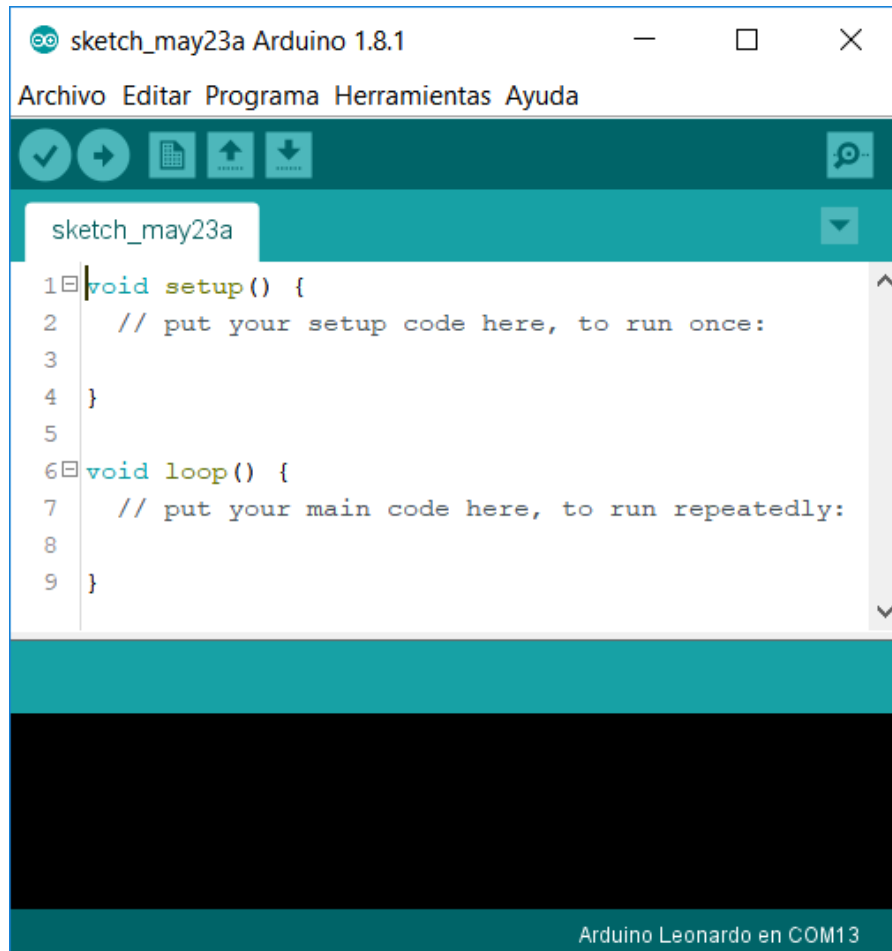 sketch_may23a Arduino 1.8.1
Archivo Editar Programa Herramientas Ayuda
sketch_may23a
1 void setup() {
2   // put your setup code here, to run once:
3
4 }
5
6 void loop() {
7   // put your main code here, to run repeatedly:
8
9 }
Arduino Leonardo en COM13